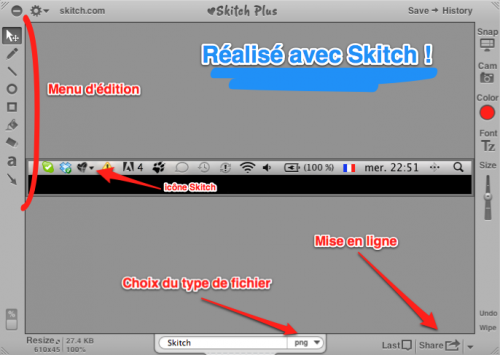 skitch.com
Skitch Plus
Save → History
Réalisé avec Skitch !
Snap
Cam
Color
Font
Tz
Size
Menu d'édition
a
4
(100 %)
mer. 22:51
Icône Skitch
Mise en ligne
Choix du type de fichier
Undo
Wipe
Resize
27.4 KB
610x45
100%
Skitch
png
Last
Share